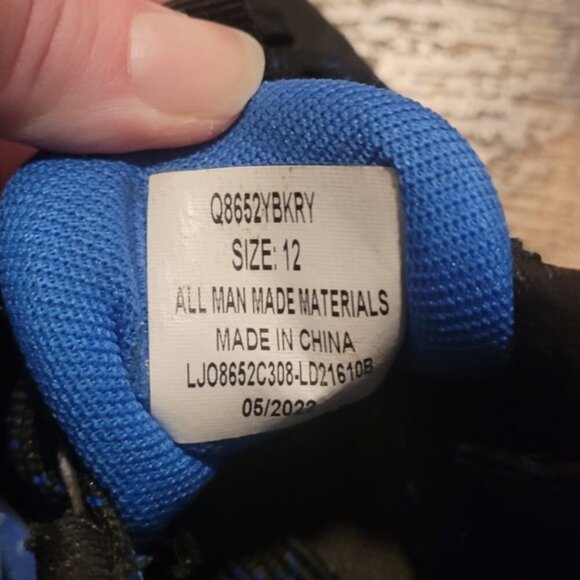 Q8652YBKRY
SIZE: 12
ALL MAN MADE MATERIALS
MADE IN CHINA
LJO8652C308-LD21610B
05/2022